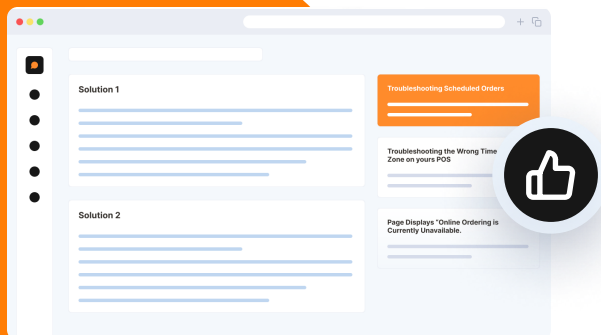 Solution 1
Troubleshooting Scheduled Orders
Troubleshooting the Wrong Time
Zone on yours POS
Solution 2
Page Displays "Online Ordering is
Currently Unavailable.